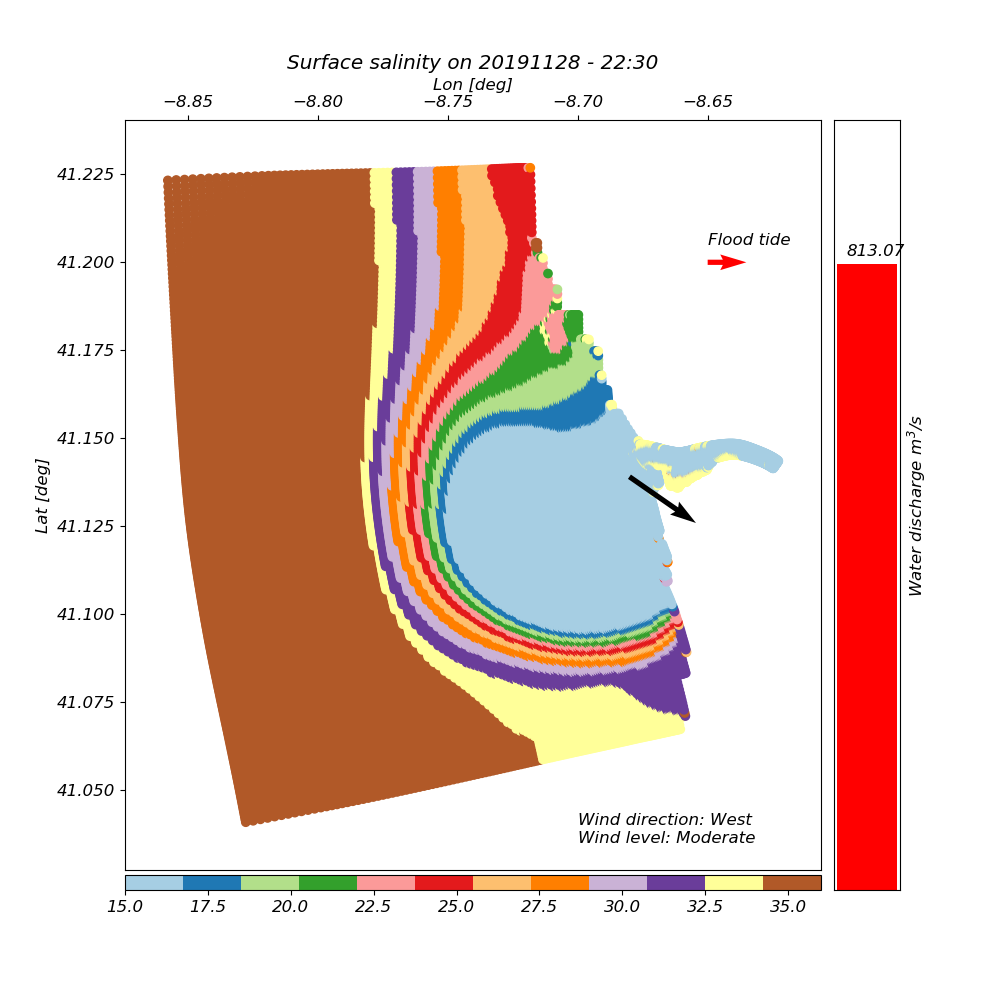 Surface salinity on 20191128 - 22:30
Lon [deg]
−8.85 −8.80 −8.75 −8.70 −8.65
41.225
41.200
41.175
41.150
41.125
41.100
41.075
41.050
Lat [deg]
Flood tide
813.07
Water discharge m³/s
Wind direction: West
Wind level: Moderate
15.0 17.5 20.0 22.5 25.0 27.5 30.0 32.5 35.0